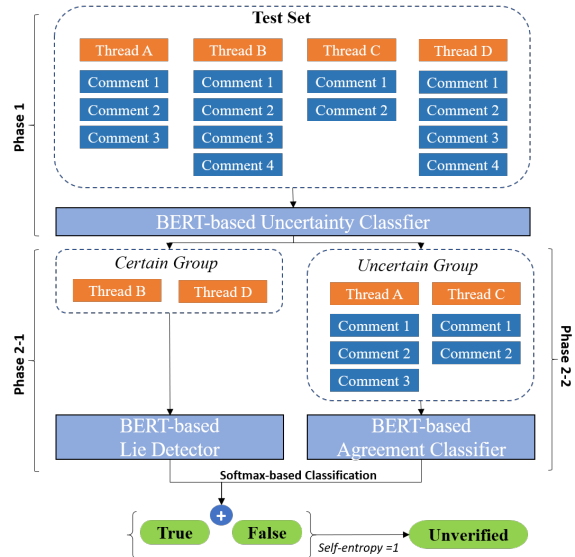 Test Set
Thread A
Thread B
Thread C
Thread D
Comment 1
Comment 1
Comment 1
Comment 1
Comment 2
Comment 2
Comment 2
Comment 2
Comment 3
Comment 3
Comment 3
Comment 4
Comment 4
Phase 1
BERT-based Uncertainty Classfier
Certain Group
Thread B
Thread D
Uncertain Group
Thread A
Thread C
Comment 1
Comment 1
Comment 2
Comment 2
Comment 3
Phase 2-1
Phase 2-2
BERT-based
Lie Detector
BERT-based
Agreement Classifier
Softmax-based Classification
+
True
False
Self-entropy =1
Unverified